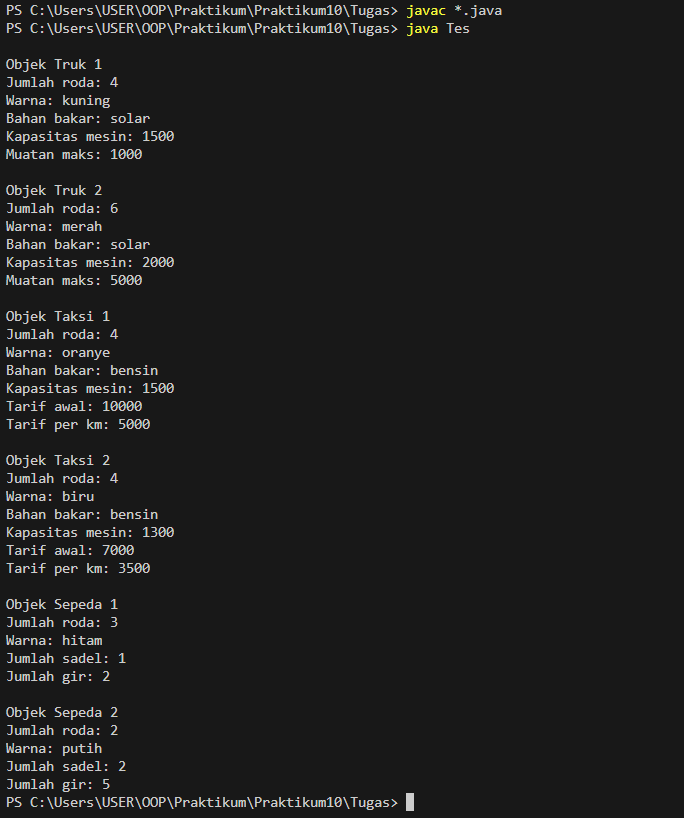 PS C:\Users\USER\OOP\Praktikum\Praktikum10\Tugas> javac *.java
PS C:\Users\USER\OOP\Praktikum\Praktikum10\Tugas> java Tes
Objek Truk 1
Jumlah roda: 4
Warna: kuning
Bahan bakar: solar
Kapasitas mesin: 1500
Muatan maks: 1000
Objek Truk 2
Jumlah roda: 6
Warna: merah
Bahan bakar: solar
Kapasitas mesin: 2000
Muatan maks: 5000
Objek Taksi 1
Jumlah roda: 4
Warna: oranye
Bahan bakar: bensin
Kapasitas mesin: 1500
Tarif awal: 10000
Tarif per km: 5000
Objek Taksi 2
Jumlah roda: 4
Warna: biru
Bahan bakar: bensin
Kapasitas mesin: 1300
Tarif awal: 7000
Tarif per km: 3500
Objek Sepeda 1
Jumlah roda: 3
Warna: hitam
Jumlah sadel: 1
Jumlah gir: 2
Objek Sepeda 2
Jumlah roda: 2
Warna: putih
Jumlah sadel: 2
Jumlah gir: 5
PS C:\Users\USER\OOP\Praktikum\Praktikum10\Tugas>